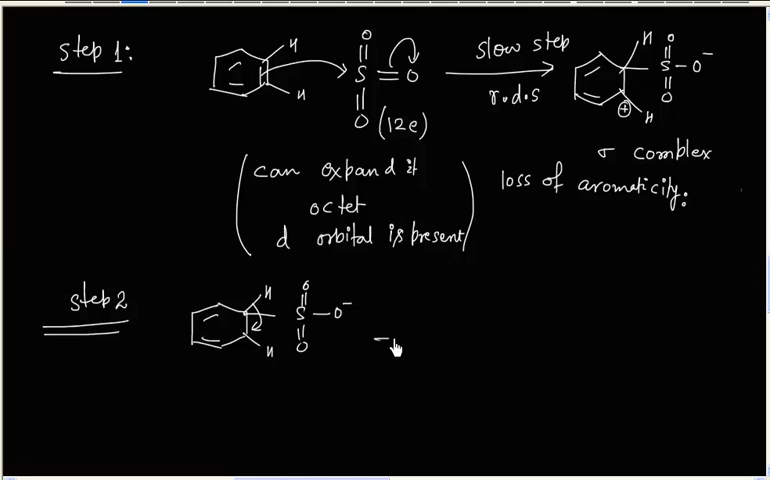 step 1:
H
H
O
S
O
O
(12e)
slow step
r.d.s
H
O
S
O⁻
O
⊕
H
σ complex
loss of aromaticity.
can expand it
octet
d orbital is present
step 2
H
H
O
S
O⁻
O